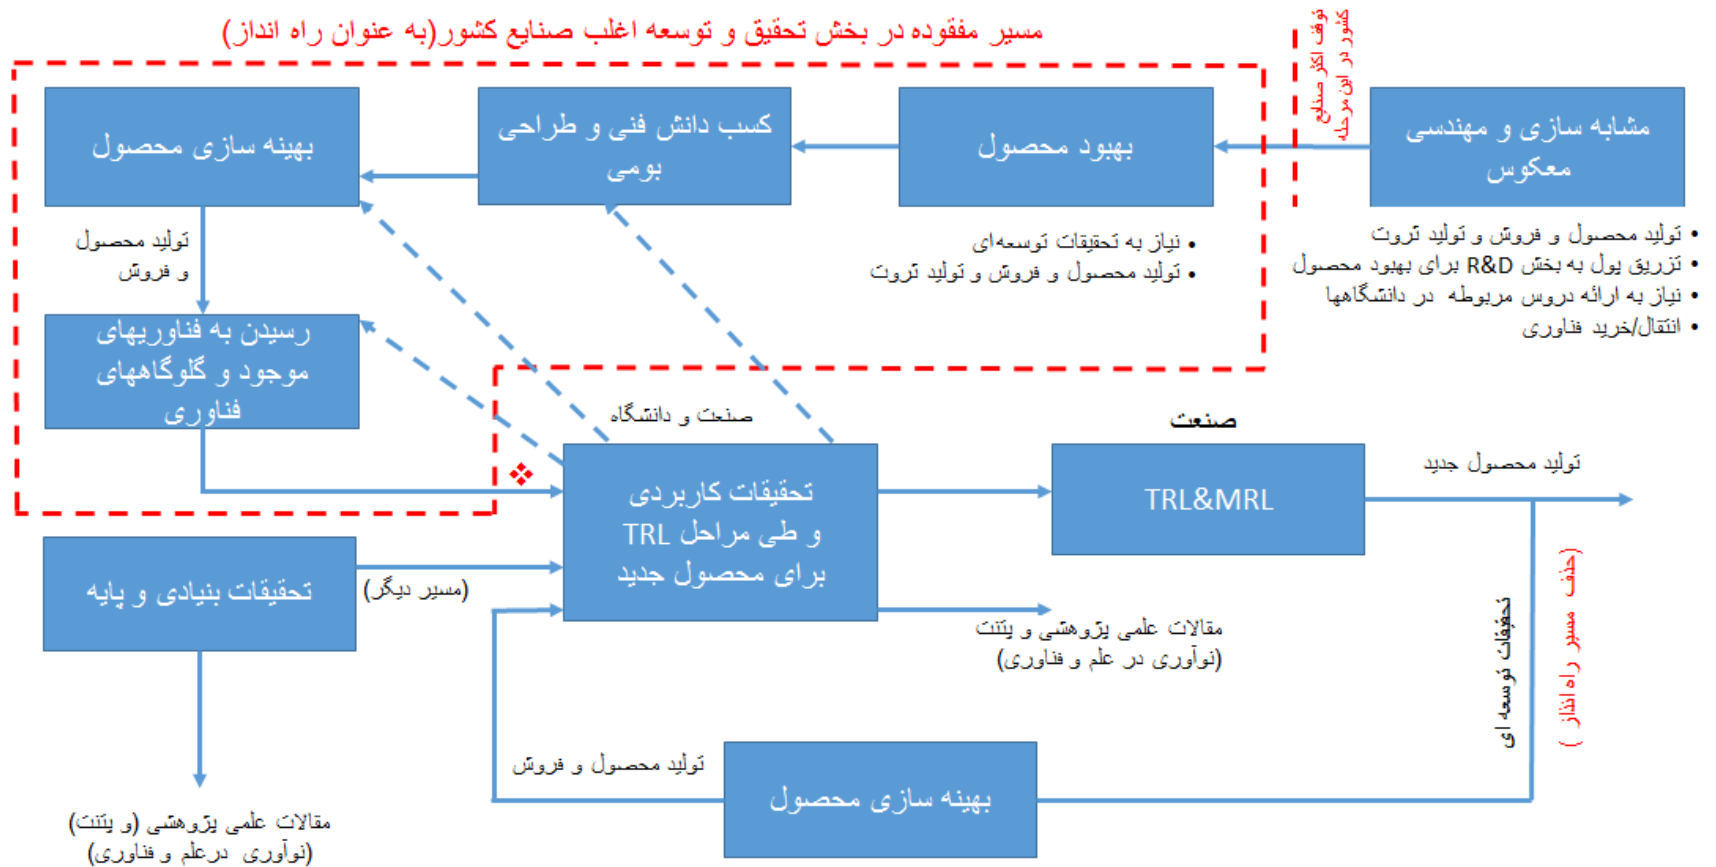 مسیر مفقوده در بخش تحقیق و توسعه اغلب صنایع کشور(به عنوان راه انداز)
توقف اکثر صنایع
کشور در این مرحله
مشابه سازی و مهندسی
معکوس
بهبود محصول
کسب دانش فنی و طراحی
بومی
بهینه سازی محصول
• تولید محصول و فروش و تولید ثروت
• تزریق پول به بخش R&D برای بهبود محصول
• نیاز به ارائه دروس مربوطه در دانشگاهها
• انتقال/خرید فناوری
• نیاز به تحقیقات توسعه‌ای
• تولید محصول و فروش و تولید ثروت
تولید محصول
و فروش
رسیدن به فناوریهای
موجود و گلوگاههای
فناوری
صنعت و دانشگاه
صنعت
تحقیقات کاربردی
و طی مراحل TRL
برای محصول جدید
TRL&MRL
تولید محصول جدید
تحقیقات بنیادی و پایه
(مسیر دیگر)
مقالات علمی پژوهشی و پتنت
(نوآوری در علم و فناوری)
تحقیقات توسعه ای
(حذف مسیر راه انداز)
تولید محصول و فروش
بهینه سازی محصول
مقالات علمی پژوهشی (و پتنت)
(نوآوری درعلم و فناوری)